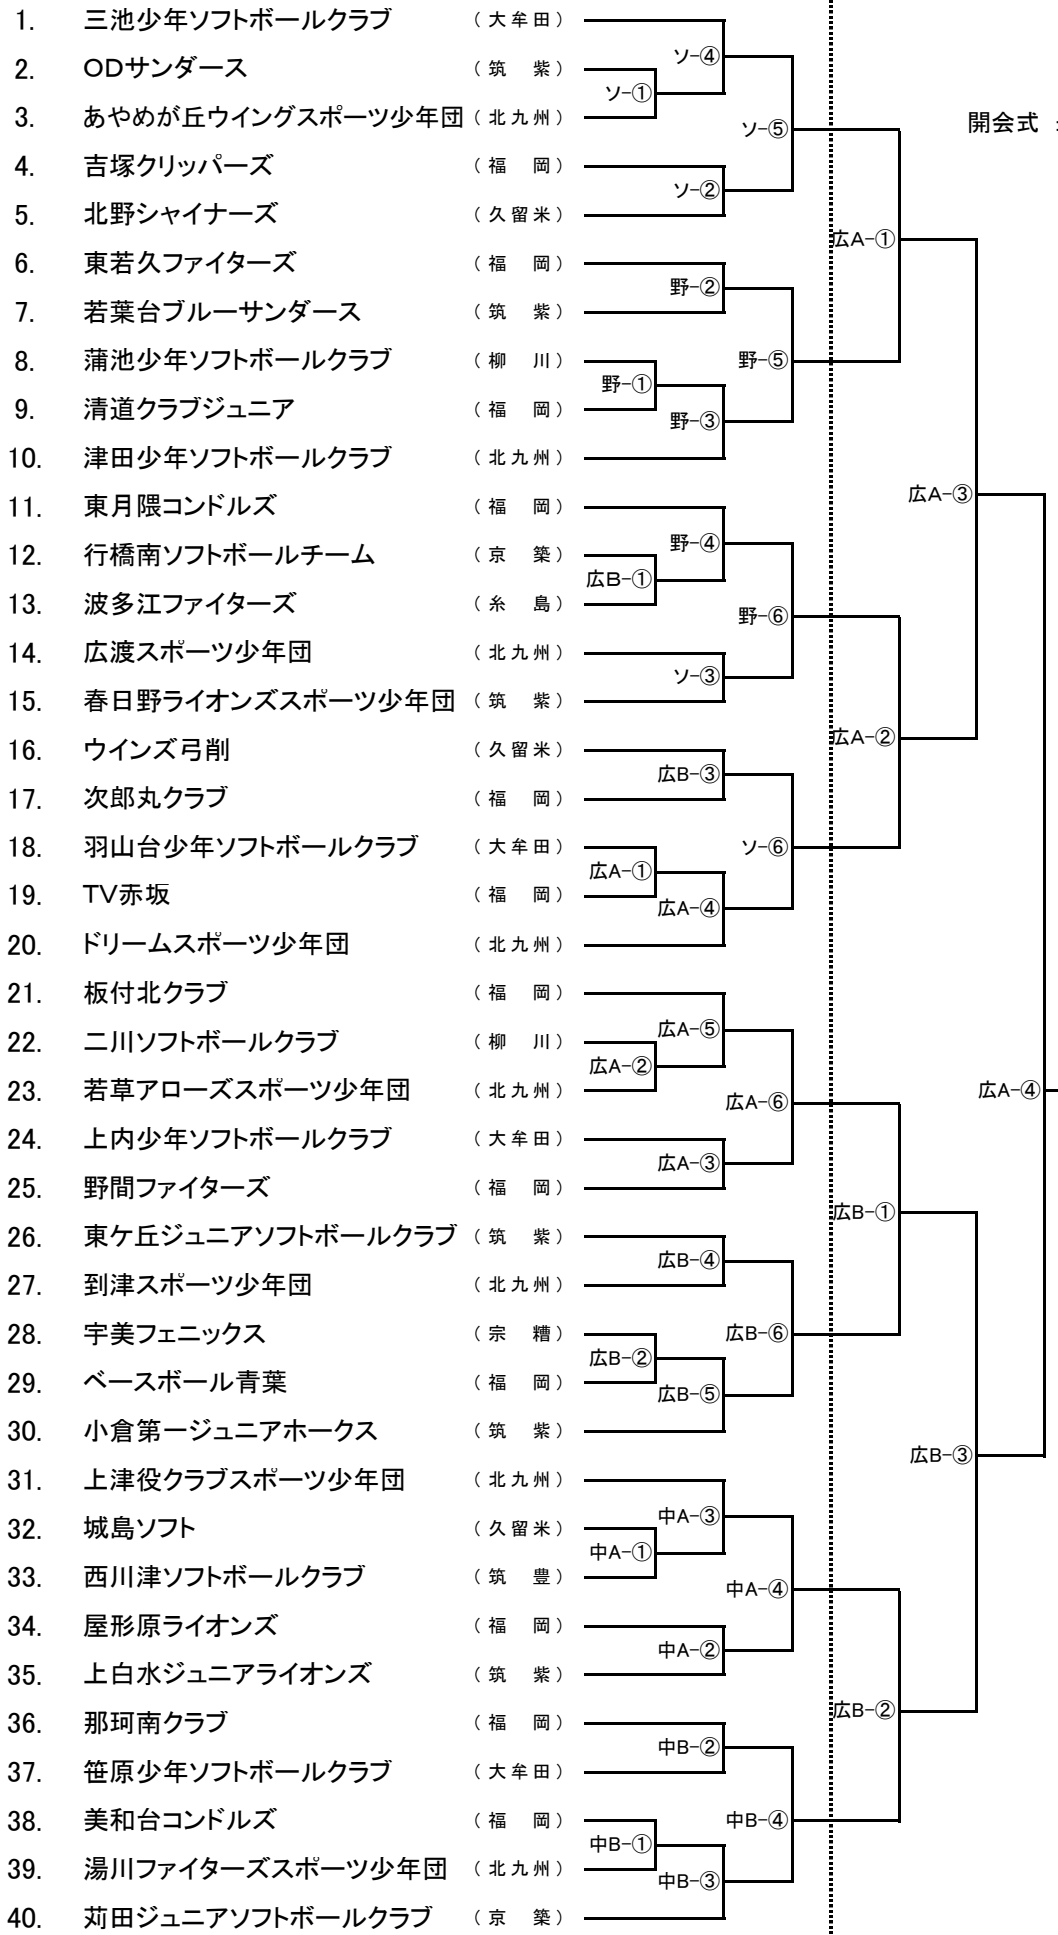 1. 三池少年ソフトボールクラブ （大牟田）
2. ODサンダース （筑　紫）
3. あやめが丘ウイングスポーツ少年団 （北九州）
4. 吉塚クリッパーズ （福　岡）
5. 北野シャイナーズ （久留米）
6. 東若久ファイターズ （福　岡）
7. 若葉台ブルーサンダース （筑　紫）
8. 蒲池少年ソフトボールクラブ （柳　川）
9. 清道クラブジュニア （福　岡）
10. 津田少年ソフトボールクラブ （北九州）
11. 東月隈コンドルズ （福　岡）
12. 行橋南ソフトボールチーム （京　築）
13. 波多江ファイターズ （糸　島）
14. 広渡スポーツ少年団 （北九州）
15. 春日野ライオンズスポーツ少年団 （筑　紫）
16. ウインズ弓削 （久留米）
17. 次郎丸クラブ （福　岡）
18. 羽山台少年ソフトボールクラブ （大牟田）
19. TV赤坂 （福　岡）
20. ドリームスポーツ少年団 （北九州）
21. 板付北クラブ （福　岡）
22. 二川ソフトボールクラブ （柳　川）
23. 若草アローズスポーツ少年団 （北九州）
24. 上内少年ソフトボールクラブ （大牟田）
25. 野間ファイターズ （福　岡）
26. 東ケ丘ジュニアソフトボールクラブ （筑　紫）
27. 到津スポーツ少年団 （北九州）
28. 宇美フェニックス （宗　糟）
29. ベースボール青葉 （福　岡）
30. 小倉第一ジュニアホークス （筑　紫）
31. 上津役クラブスポーツ少年団 （北九州）
32. 城島ソフト （久留米）
33. 西川津ソフトボールクラブ （筑　豊）
34. 屋形原ライオンズ （福　岡）
35. 上白水ジュニアライオンズ （筑　紫）
36. 那珂南クラブ （福　岡）
37. 笹原少年ソフトボールクラブ （大牟田）
38. 美和台コンドルズ （福　岡）
39. 湯川ファイターズスポーツ少年団 （北九州）
40. 苅田ジュニアソフトボールクラブ （京　築）
ソ-①
野-①
広B-①
広A-①
広A-②
広B-②
中A-①
中B-①
ソ-④
ソ-②
野-②
野-③
野-④
ソ-③
広B-③
広A-④
広A-⑤
広A-③
広B-④
広B-⑤
中A-③
中A-②
中B-②
中B-③
ソ-⑤
野-⑤
野-⑥
ソ-⑥
広A-⑥
広B-⑥
中A-④
中B-④
広A-①
広A-②
広B-①
広B-②
広A-③
広B-③
広A-④
開会式